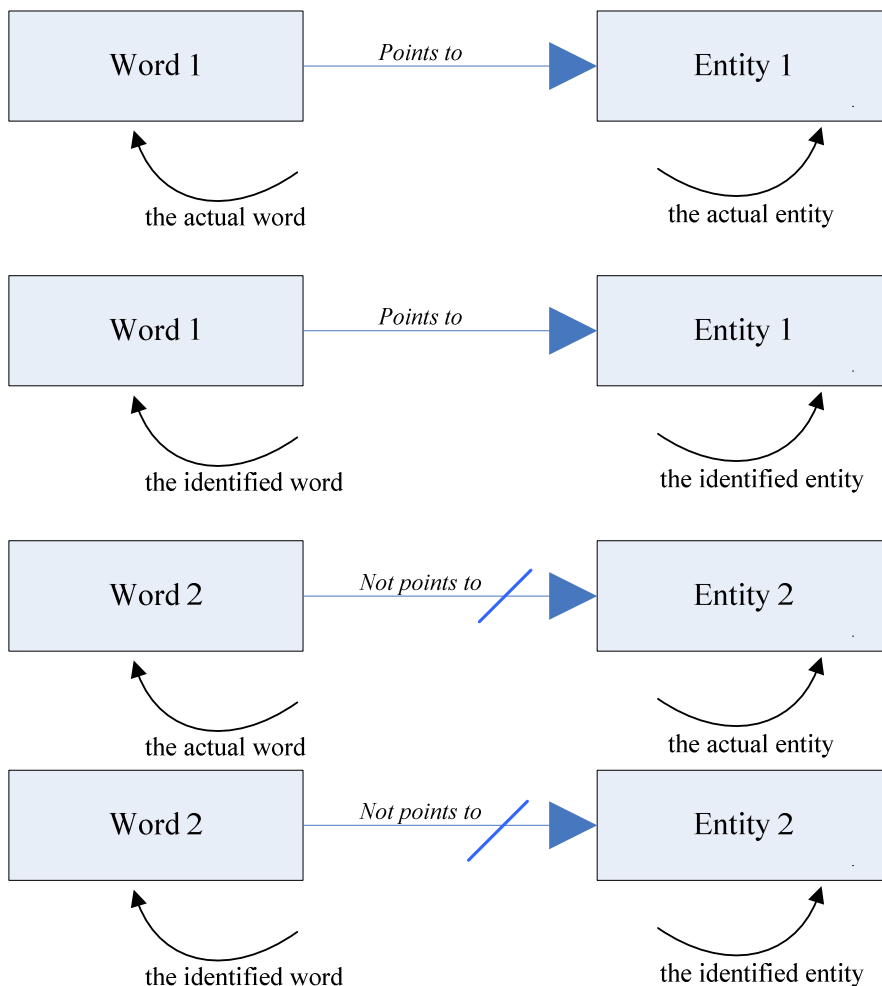 Word 1 Points to Entity 1
the actual word the actual entity
Word 1 Points to Entity 1
the identified word the identified entity
Word 2 Not points to Entity 2
the actual word the actual entity
Word 2 Not points to Entity 2
the identified word the identified entity